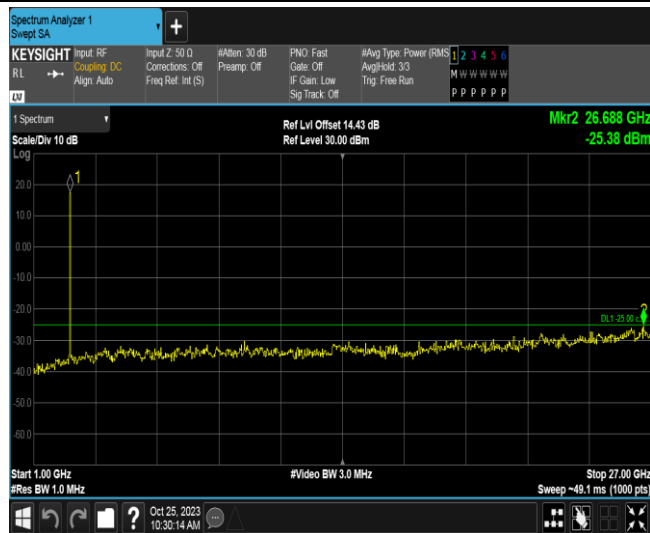 Spectrum Analyzer 1
Swept SA
+
KEYSIGHT
RL
Input: RF
Coupling: DC
Align: Auto
Input Z: 50 Ω
Corrections: Off
Freq Ref: Int (S)
#Atten: 30 dB
Preamp: Off
PNO: Fast
Gate: Off
IF Gain: Low
Sig Track: Off
#Avg Type: Power (RMS
Avg|Hold: 3/3
Trig: Free Run
1 2 3 4 5 6
M W W W W W
P P P P P P
1 Spectrum
Scale/Div 10 dB
Log
Ref Lvl Offset 14.43 dB
Ref Level 30.00 dBm
Mkr2 26.688 GHz
-25.38 dBm
1
20.0
10.0
0.00
-10.0
-20.0
2
DL1 -25.00
-30.0
-40.0
-50.0
-60.0
Start 1.00 GHz
#Video BW 3.0 MHz
Stop 27.00 GHz
#Res BW 1.0 MHz
Sweep ~49.1 ms (1000 pts)
?
Oct 25, 2023
10:30:14 AM